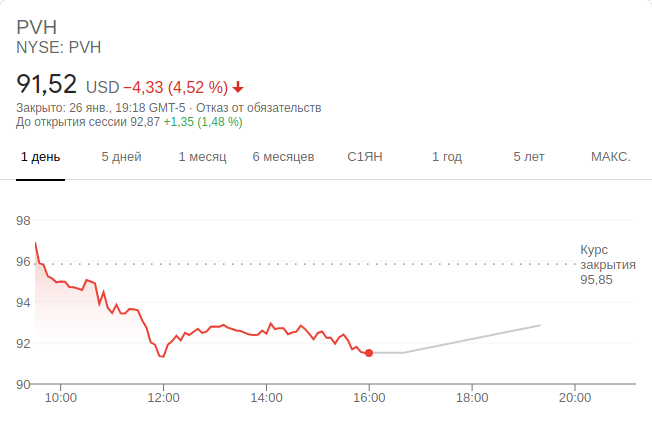 PVH
NYSE: PVH
91,52 USD −4,33 (4,52 %)
Закрыто: 26 янв., 19:18 GMT-5 · Отказ от обязательств
До открытия сессии 92,87 +1,35 (1,48 %)
1 день 5 дней 1 месяц 6 месяцев С1ЯН 1 год 5 лет МАКС.
98
Курс
96 закрытия
95,85
94
92
90
10:00 12:00 14:00 16:00 18:00 20:00